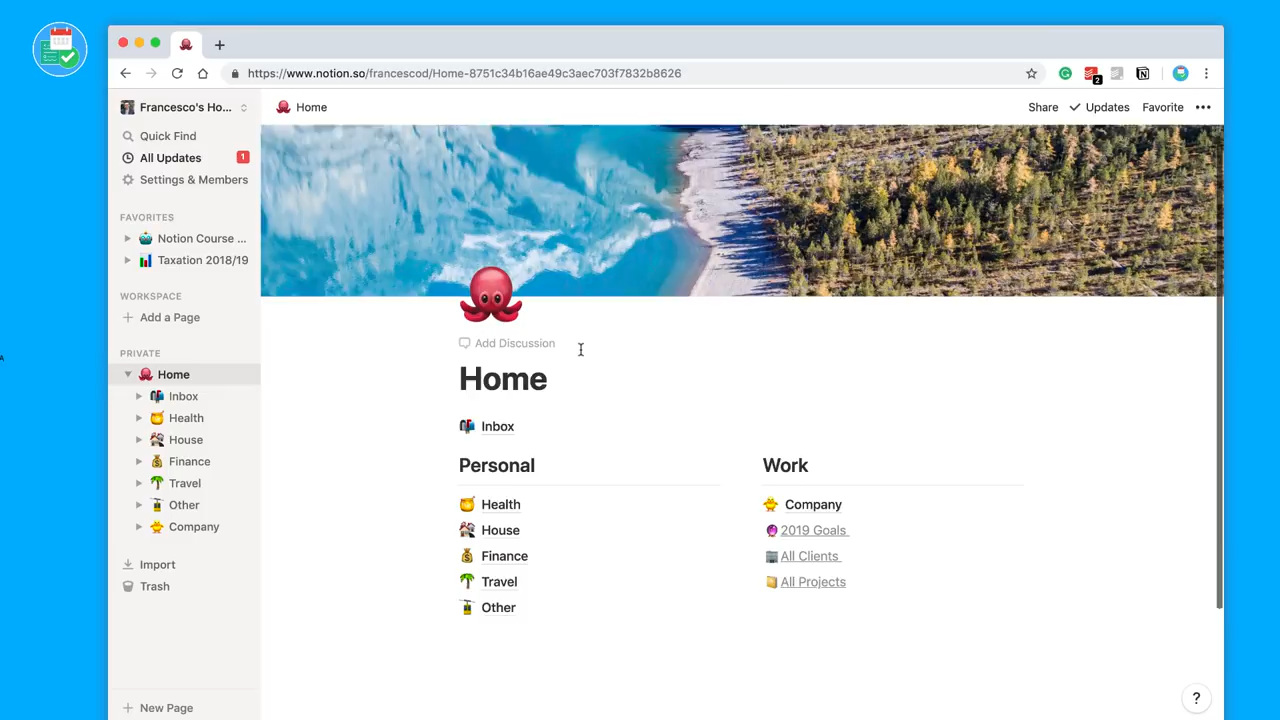 https://www.notion.so/francescod/Home-8751c34b16ae49c3aec703f7832b8626
2
Francesco's Ho...
Home
Share
Updates
Favorite
Quick Find
All Updates
1
Settings & Members
FAVORITES
Notion Course ...
Taxation 2018/19
WORKSPACE
Add a Page
PRIVATE
Home
Inbox
Health
House
Finance
Travel
Other
Company
Import
Trash
New Page
Add Discussion
Home
Inbox
Personal
Health
House
Finance
Travel
Other
Work
Company
2019 Goals
All Clients
All Projects
?